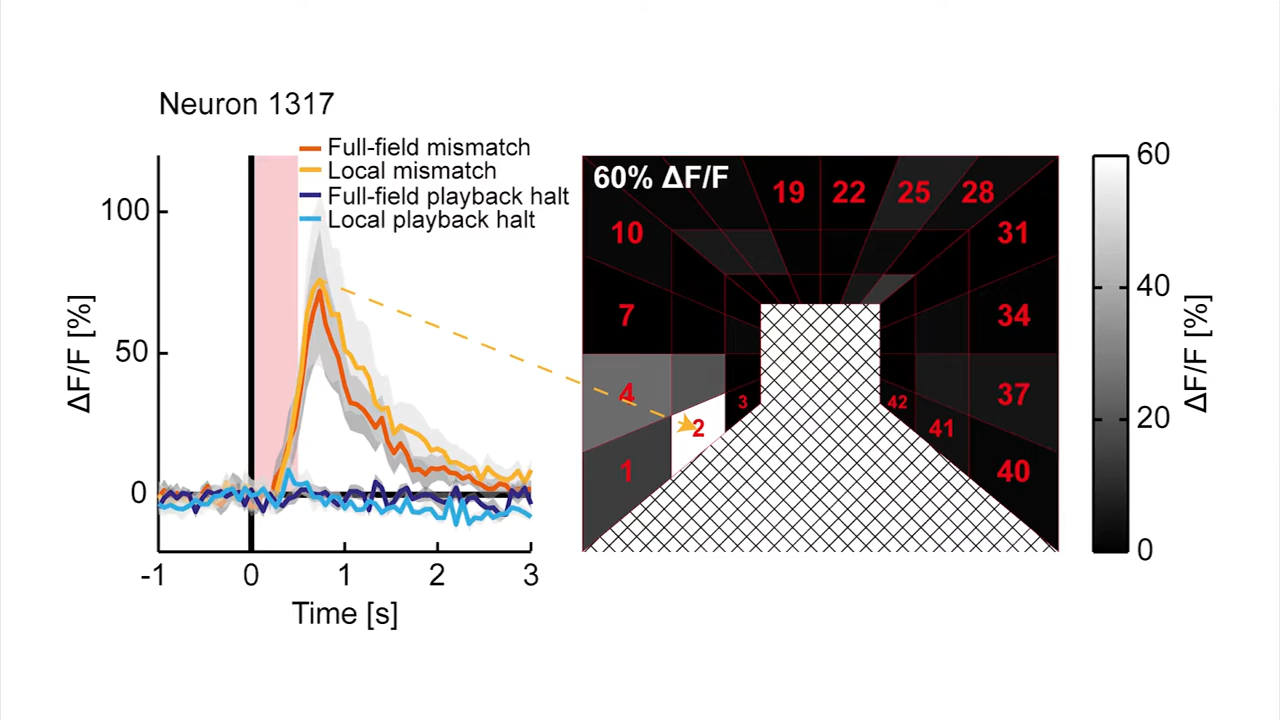 Neuron 1317
Full-field mismatch
Local mismatch
Full-field playback halt
Local playback halt
100
50
0
ΔF/F [%]
-1 0 1 2 3
Time [s]
60% ΔF/F
19 22 25 28
10 31
7 34
4 37
3 42
2 41
1 40
60
40
20
0
ΔF/F [%]